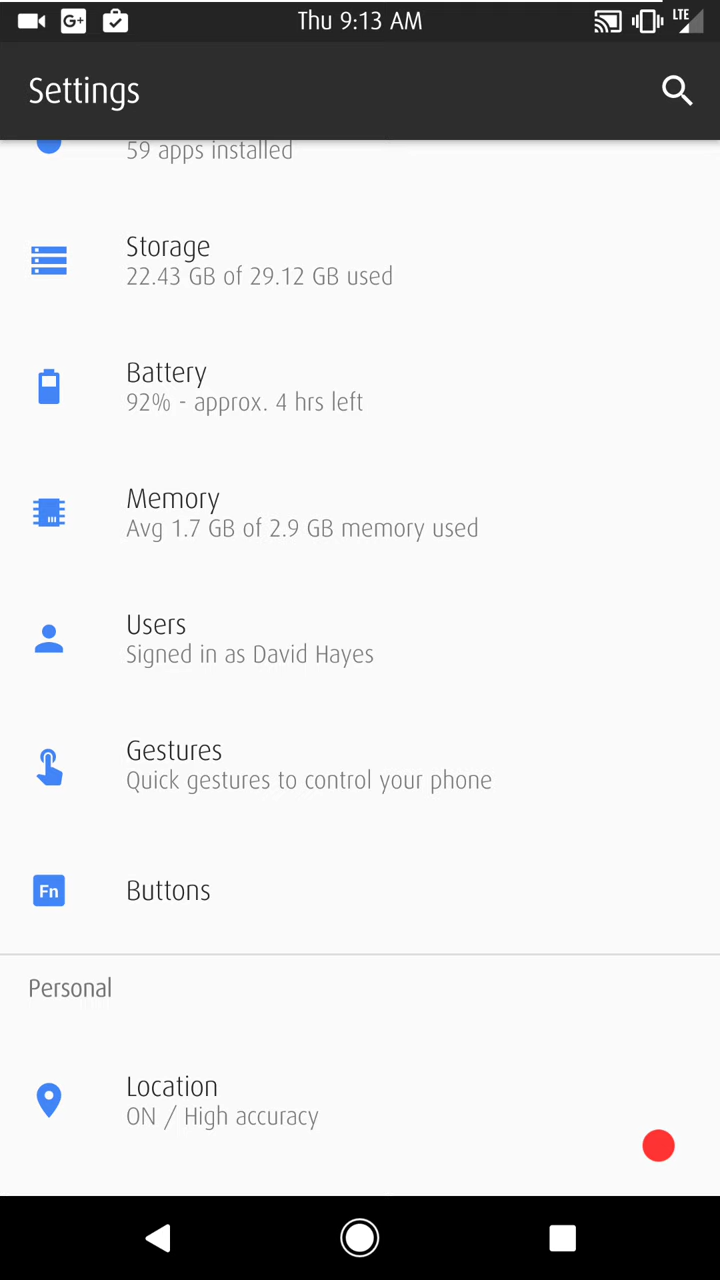 G+
Thu 9:13 AM
LTE
Settings
59 apps installed
Storage
22.43 GB of 29.12 GB used
Battery
92% - approx. 4 hrs left
Memory
Avg 1.7 GB of 2.9 GB memory used
Users
Signed in as David Hayes
Gestures
Quick gestures to control your phone
Fn
Buttons
Personal
Location
ON / High accuracy